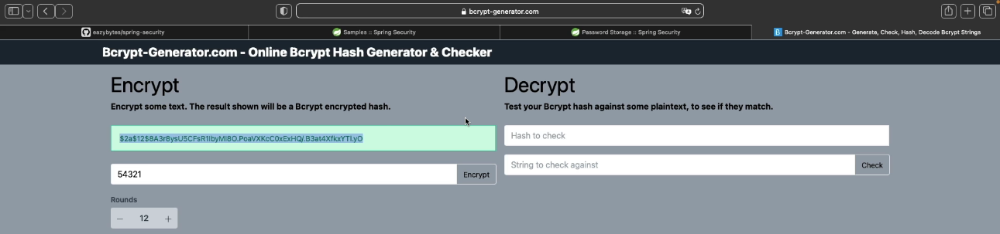 bcrypt-generator.com
eazybytes/spring-security
Samples :: Spring Security
Password Storage :: Spring Security
B Bcrypt-Generator.com - Generate, Check, Hash, Decode Bcrypt Strings
Bcrypt-Generator.com - Online Bcrypt Hash Generator & Checker
Encrypt
Encrypt some text. The result shown will be a Bcrypt encrypted hash.
$2a$12$8A3r8ysU5CFsR1IbyMI8O.PoaVXKcC0xExHQ/.B3at4XfkxYTI.yO
54321
Encrypt
Rounds
− 12 +
Decrypt
Test your Bcrypt hash against some plaintext, to see if they match.
Hash to check
String to check against
Check